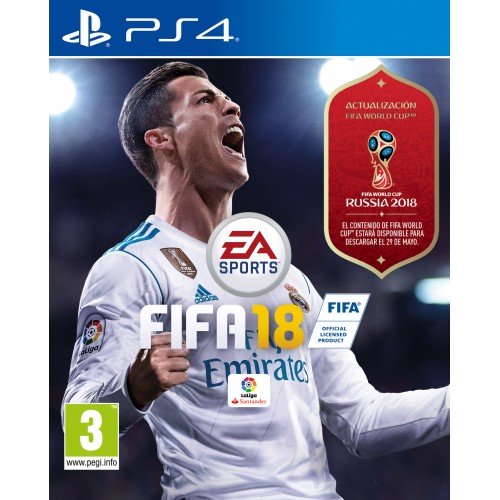 PS4
ACTUALIZACIÓN
FIFA WORLD CUP™
FIFA WORLD CUP
RUSSIA 2018
EL CONTENIDO DE FIFA WORLD
CUP™ ESTARÁ DISPONIBLE PARA
DESCARGAR EL 29 DE MAYO.
EA
SPORTS™
FIFA 18
FIFA®
OFFICIAL
LICENSED
PRODUCT
LaLiga
Fly
Emirates
LaLiga
Santander
3
www.pegi.info